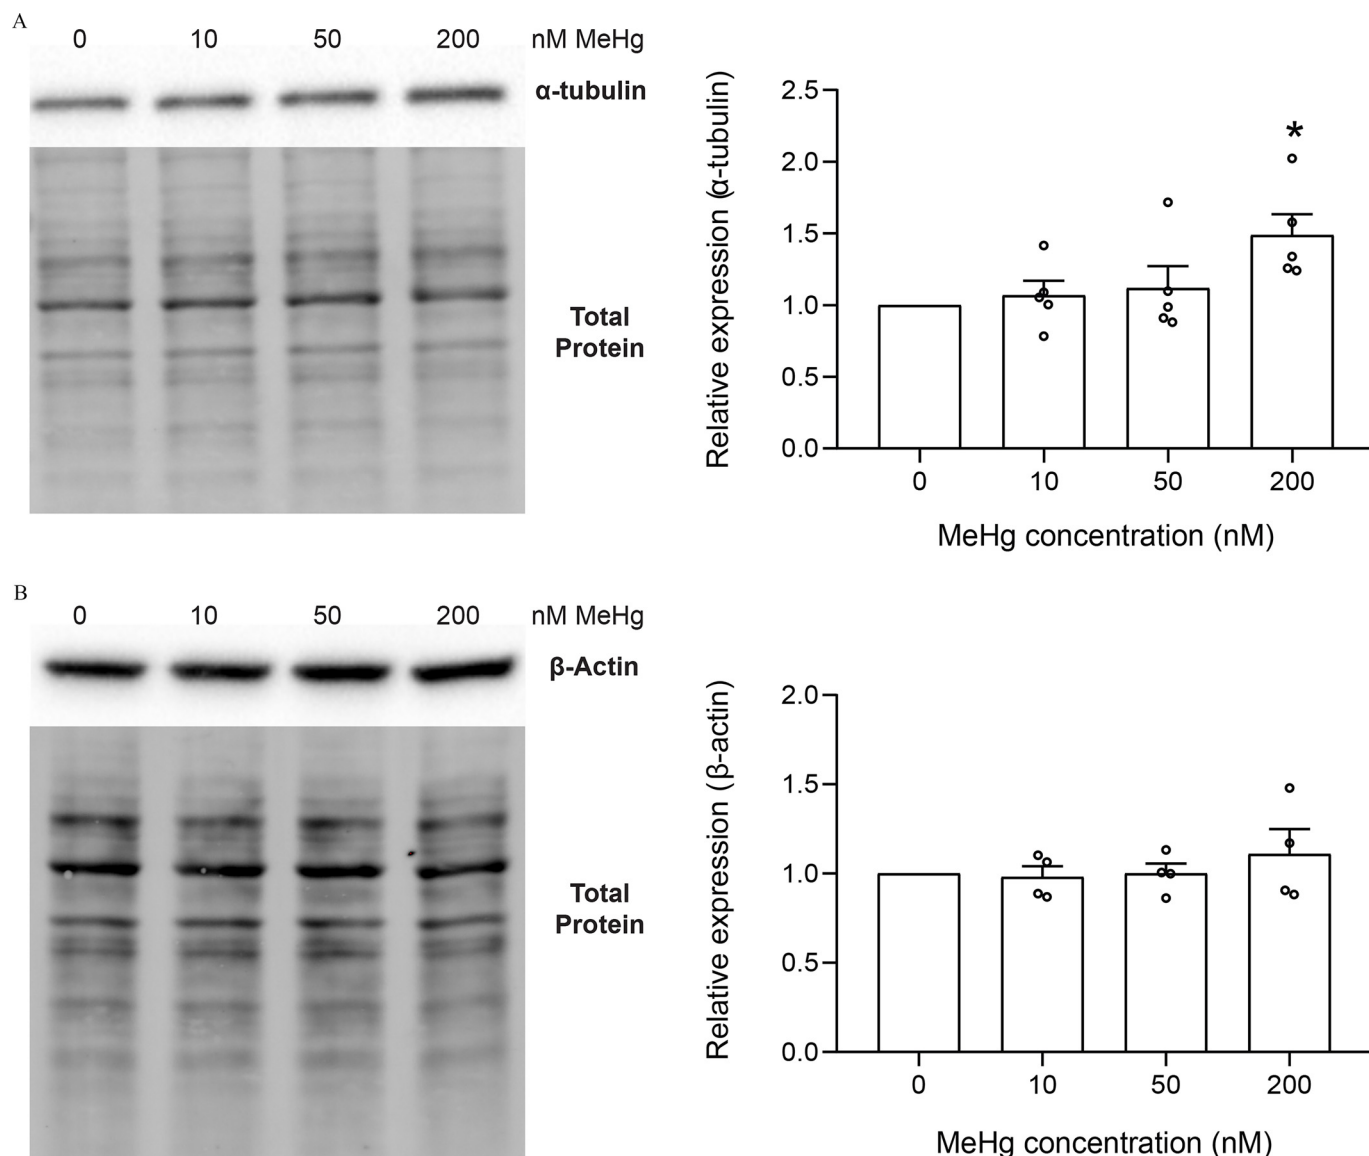 A
0 10 50 200 nM MeHg
α-tubulin
Total
Protein
Relative expression (α-tubulin)
2.5
2.0
1.5
1.0
0.5
0.0
*
0 10 50 200
MeHg concentration (nM)
B
0 10 50 200 nM MeHg
β-Actin
Total
Protein
Relative expression (β-actin)
2.0
1.5
1.0
0.5
0.0
0 10 50 200
MeHg concentration (nM)